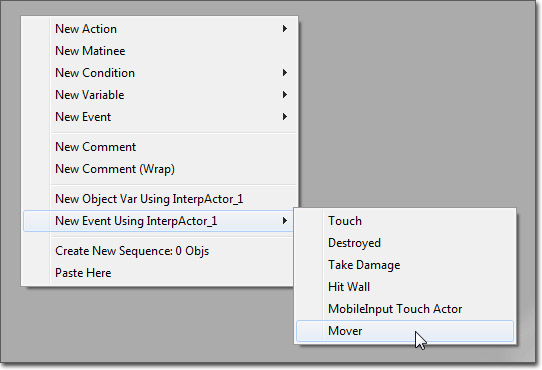 New Action
New Matinee
New Condition
New Variable
New Event
New Comment
New Comment (Wrap)
New Object Var Using InterpActor_1
New Event Using InterpActor_1
Create New Sequence: 0 Objs
Paste Here
Touch
Destroyed
Take Damage
Hit Wall
MobileInput Touch Actor
Mover